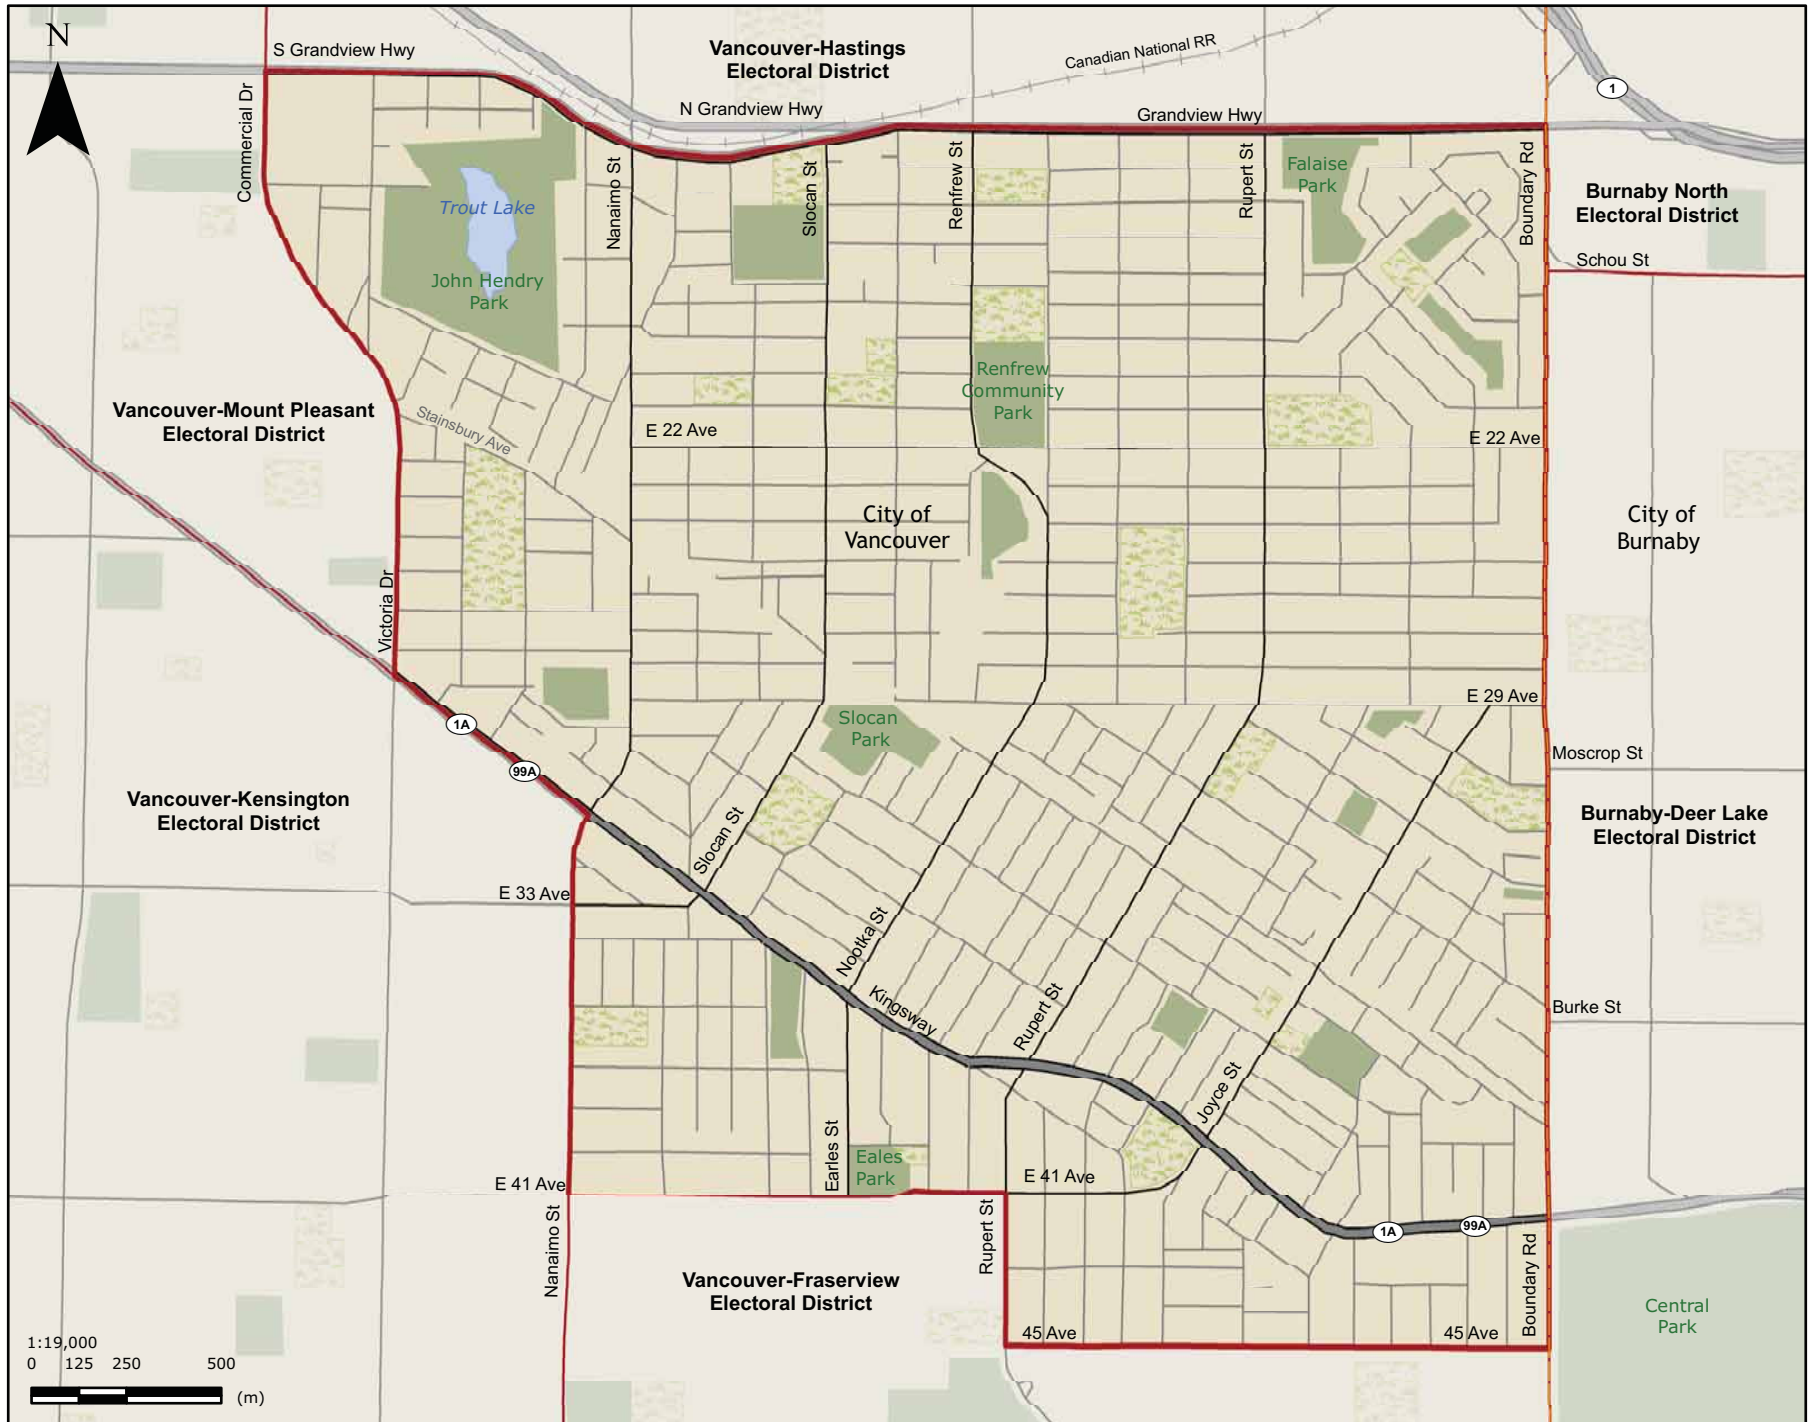 N
S Grandview Hwy
Vancouver-Hastings
Electoral District
Canadian National RR
1
N Grandview Hwy
Grandview Hwy
Commercial Dr
Nanaimo St
Slocan St
Renfrew St
Rupert St
Falaise
Park
Boundary Rd
Burnaby North
Electoral District
Trout Lake
Schou St
John Hendry
Park
Renfrew
Community
Park
Vancouver-Mount Pleasant
Electoral District
Stainsbury Ave
E 22 Ave
E 22 Ave
City of
Vancouver
City of
Burnaby
Victoria Dr
E 29 Ave
1A
Slocan
Park
Moscrop St
99A
Vancouver-Kensington
Electoral District
Burnaby-Deer Lake
Electoral District
Slocan St
E 33 Ave
Nootka St
Kingsway
Rupert St
Burke St
Joyce St
Earles St
Eales
Park
E 41 Ave
E 41 Ave
Nanaimo St
Rupert St
1A
99A
Boundary Rd
Vancouver-Fraserview
Electoral District
Central
Park
45 Ave
45 Ave
1:19,000
0 125 250 500
(m)